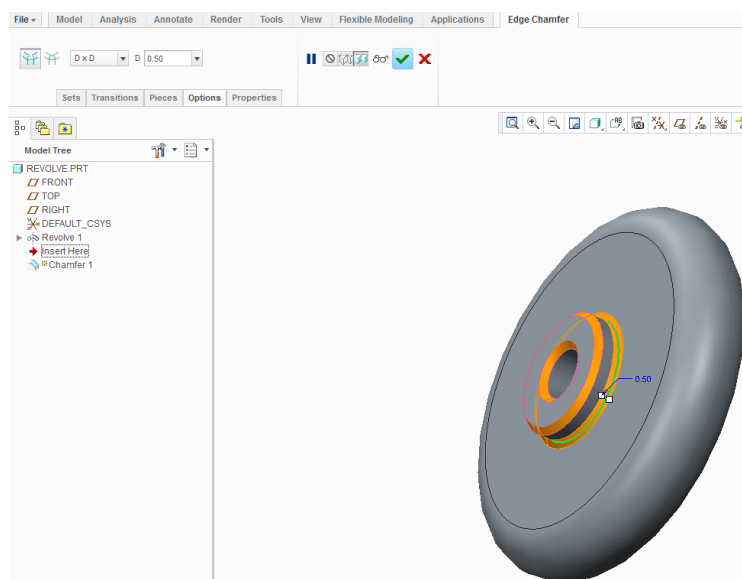 File Model Analysis Annotate Render Tools View Flexible Modeling Applications Edge Chamfer
D x D D 0.50
Sets Transitions Pieces Options Properties
Model Tree
REVOLVE.PRT
FRONT
TOP
RIGHT
DEFAULT_CSYS
Revolve 1
Insert Here
Chamfer 1
0.50